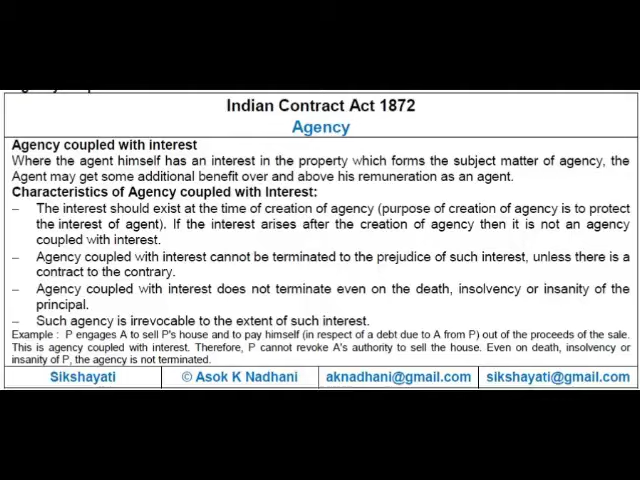 Indian Contract Act 1872
Agency
Agency coupled with interest
Where the agent himself has an interest in the property which forms the subject matter of agency, the
Agent may get some additional benefit over and above his remuneration as an agent.
Characteristics of Agency coupled with Interest:
– The interest should exist at the time of creation of agency (purpose of creation of agency is to protect
the interest of agent). If the interest arises after the creation of agency then it is not an agency
coupled with interest.
– Agency coupled with interest cannot be terminated to the prejudice of such interest, unless there is a
contract to the contrary.
– Agency coupled with interest does not terminate even on the death, insolvency or insanity of the
principal.
– Such agency is irrevocable to the extent of such interest.
Example : P engages A to sell P's house and to pay himself (in respect of a debt due to A from P) out of the proceeds of the sale.
This is agency coupled with interest. Therefore, P cannot revoke A's authority to sell the house. Even on death, insolvency or
insanity of P, the agency is not terminated.
Sikshayati © Asok K Nadhani aknadhani@gmail.com sikshayati@gmail.com